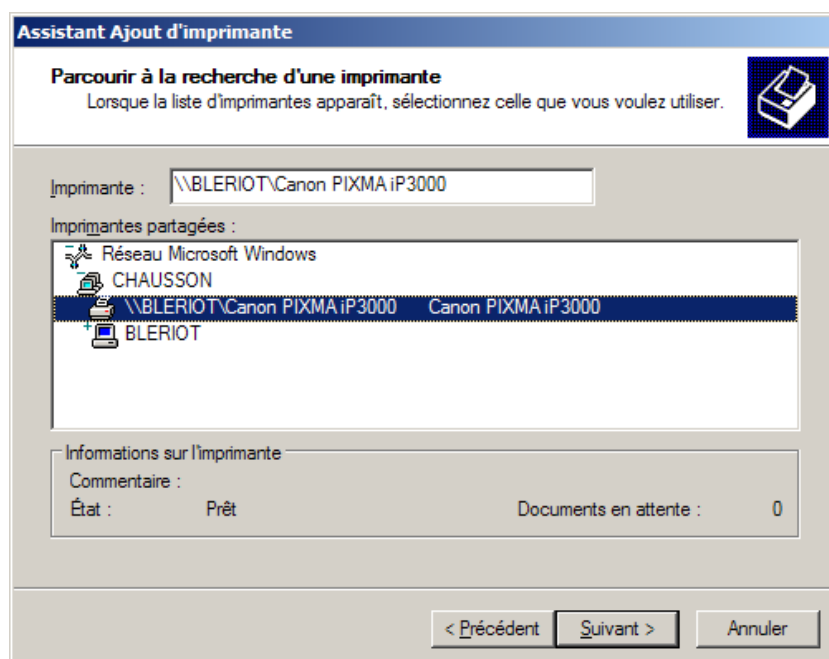 Assistant Ajout d'imprimante
Parcourir à la recherche d'une imprimante
Lorsque la liste d'imprimantes apparaît, sélectionnez celle que vous voulez utiliser.
Imprimante : \\BLERIOT\Canon PIXMA iP3000
Imprimantes partagées :
Réseau Microsoft Windows
CHAUSSON
\\BLERIOT\Canon PIXMA iP3000 Canon PIXMA iP3000
BLERIOT
Informations sur l'imprimante
Commentaire :
État : Prêt Documents en attente : 0
< Précédent Suivant > Annuler